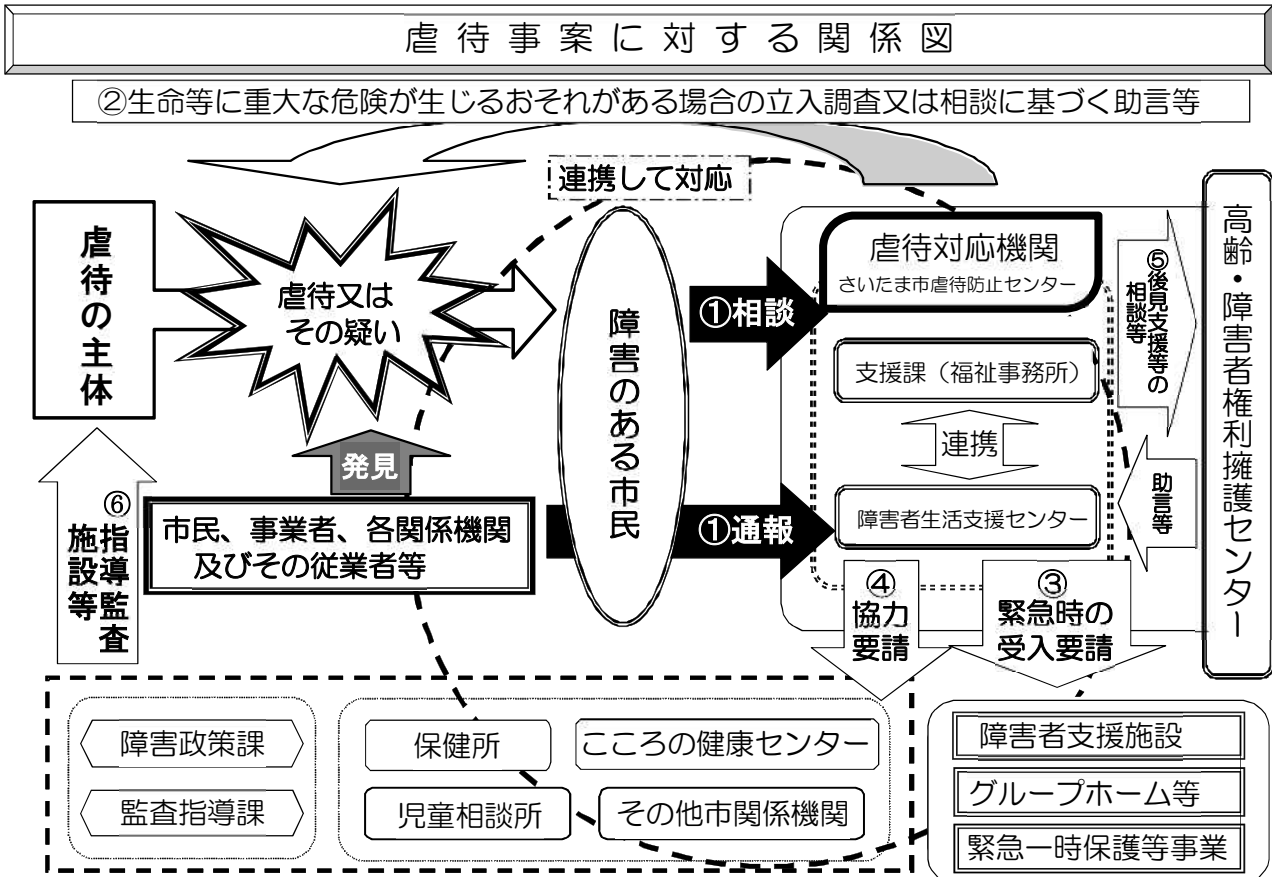 虐待事案に対する関係図
②生命等に重大な危険が生じるおそれがある場合の立入調査又は相談に基づく助言等
連携して対応
虐待の主体
虐待又は
その疑い
障害のある市民
①相談
虐待対応機関
さいたま市虐待防止センター
支援課(福祉事務所)
連携
障害者生活支援センター
⑤後見支援等の
相談等
助言等
高齢・障害者権利擁護センター
発見
市民、事業者、各関係機関
及びその従業者等
①通報
⑥
指導監査
施設等
④
協力
要請
③
緊急時の
受入要請
障害政策課
監査指導課
保健所
こころの健康センター
児童相談所
その他市関係機関
障害者支援施設
グループホーム等
緊急一時保護等事業